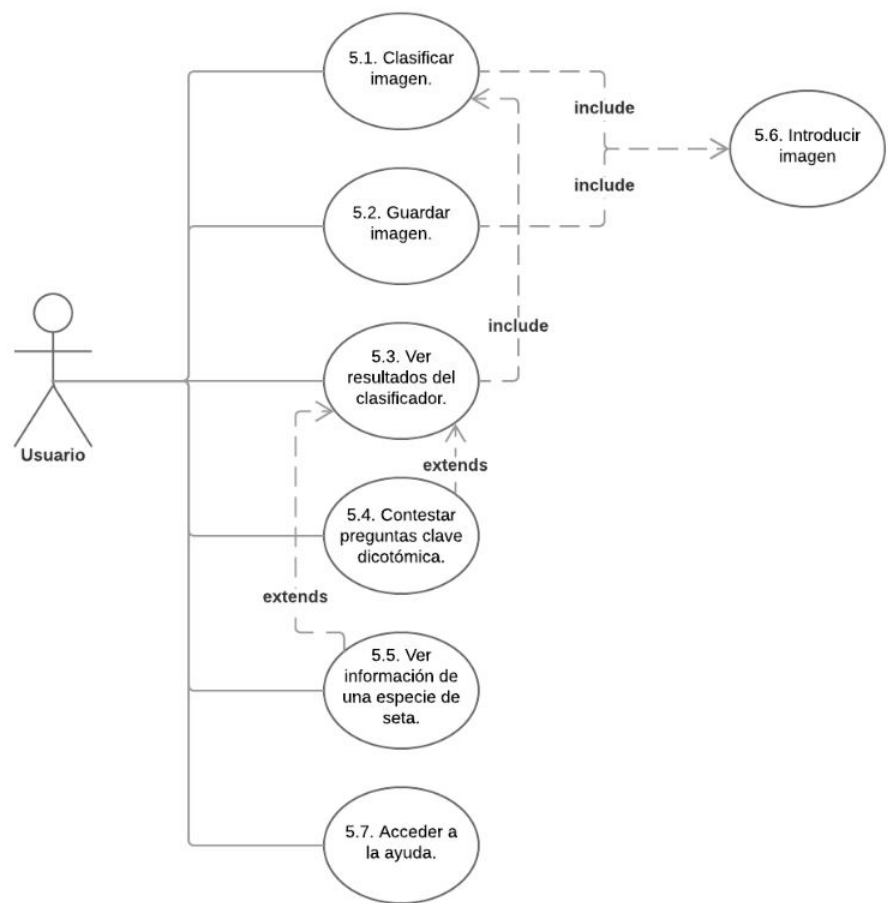 5.1. Clasificar
imagen.
include
5.6. Introducir
imagen
include
5.2. Guardar
imagen.
include
5.3. Ver
resultados del
clasificador.
Usuario
extends
5.4. Contestar
preguntas clave
dicotómica.
extends
5.5. Ver
información de
una especie de
seta.
5.7. Acceder a
la ayuda.